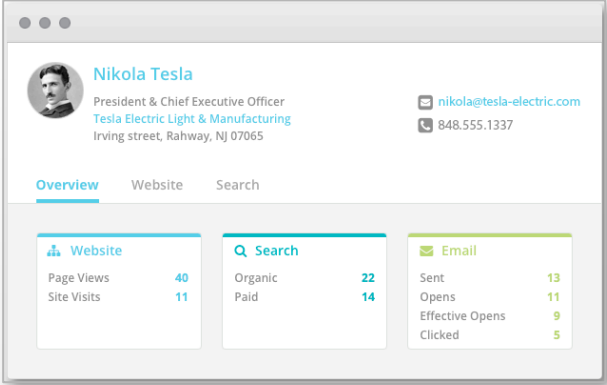 Nikola Tesla
President & Chief Executive Officer
Tesla Electric Light & Manufacturing
Irving street, Rahway, NJ 07065
nikola@tesla-electric.com
848.555.1337
Overview Website Search
Website
Page Views 40
Site Visits 11
Search
Organic 22
Paid 14
Email
Sent 13
Opens 11
Effective Opens 9
Clicked 5